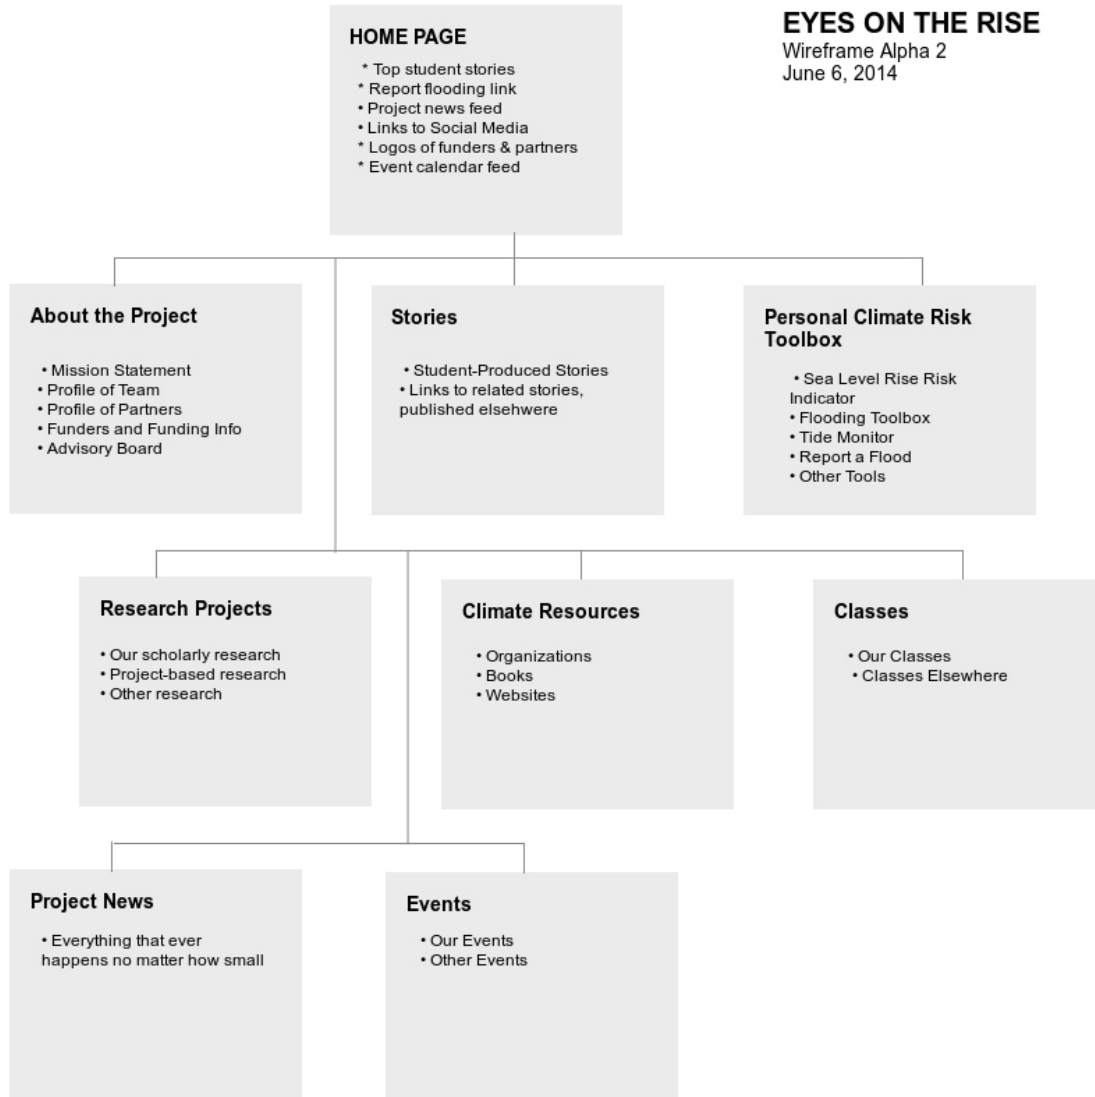 EYES ON THE RISE
Wireframe Alpha 2
June 6, 2014
HOME PAGE
* Top student stories
* Report flooding link
• Project news feed
• Links to Social Media
* Logos of funders & partners
* Event calendar feed
About the Project
• Mission Statement
• Profile of Team
• Profile of Partners
• Funders and Funding Info
• Advisory Board
Stories
• Student-Produced Stories
• Links to related stories,
published elsehwere
Personal Climate Risk
Toolbox
• Sea Level Rise Risk
Indicator
• Flooding Toolbox
• Tide Monitor
• Report a Flood
• Other Tools
Research Projects
• Our scholarly research
• Project-based research
• Other research
Climate Resources
• Organizations
• Books
• Websites
Classes
• Our Classes
• Classes Elsewhere
Project News
• Everything that ever
happens no matter how small
Events
• Our Events
• Other Events